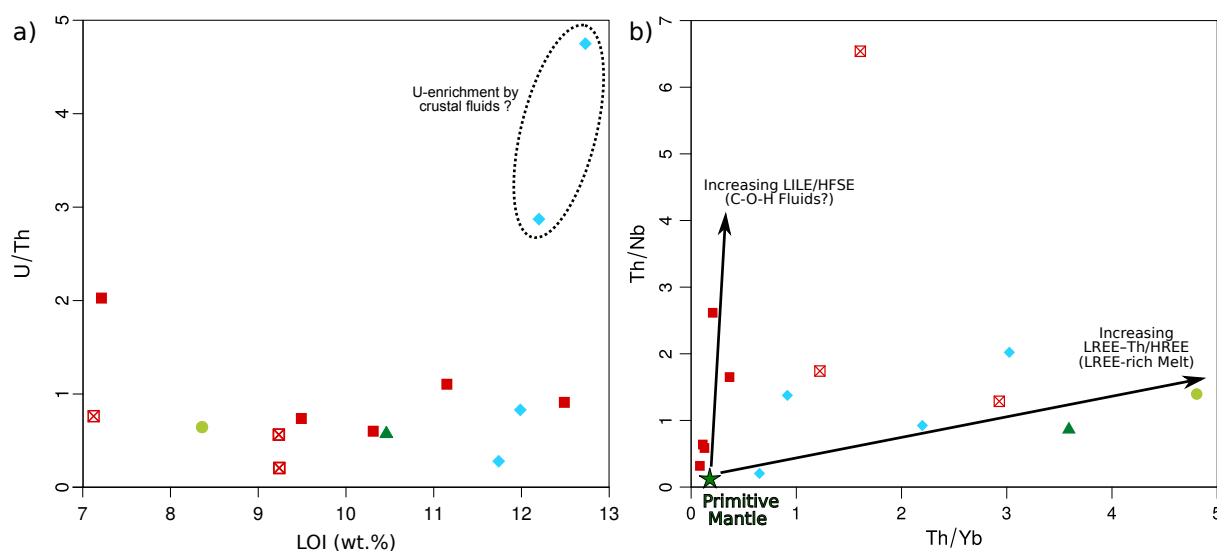 a)
5
4
3
2
1
0
U/Th
U-enrichment by
crustal fluids ?
7
8
9
10
11
12
13
LOI (wt.%)
b)
7
6
5
4
3
2
1
0
Th/Nb
Increasing LILE/HFSE
(C-O-H Fluids?)
Increasing
LREE–Th/HREE
(LREE-rich Melt)
Primitive
Mantle
1
2
3
4
5
Th/Yb